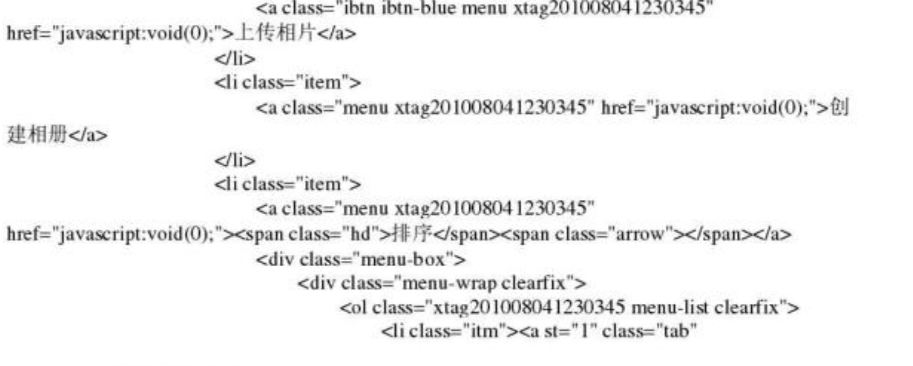 <a class="ibtn ibtn-blue menu xtag201008041230345"
href="javascript:void(0);">上传相片</a>
</li>
<li class="item">
<a class="menu xtag201008041230345" href="javascript:void(0);">创
建相册</a>
</li>
<li class="item">
<a class="menu xtag201008041230345"
href="javascript:void(0);"><span class="hd">排序</span><span class="arrow"></span></a>
<div class="menu-box">
<div class="menu-wrap clearfix">
<ol class="xtag201008041230345 menu-list clearfix">
<li class="itm"><a st="1" class="tab"